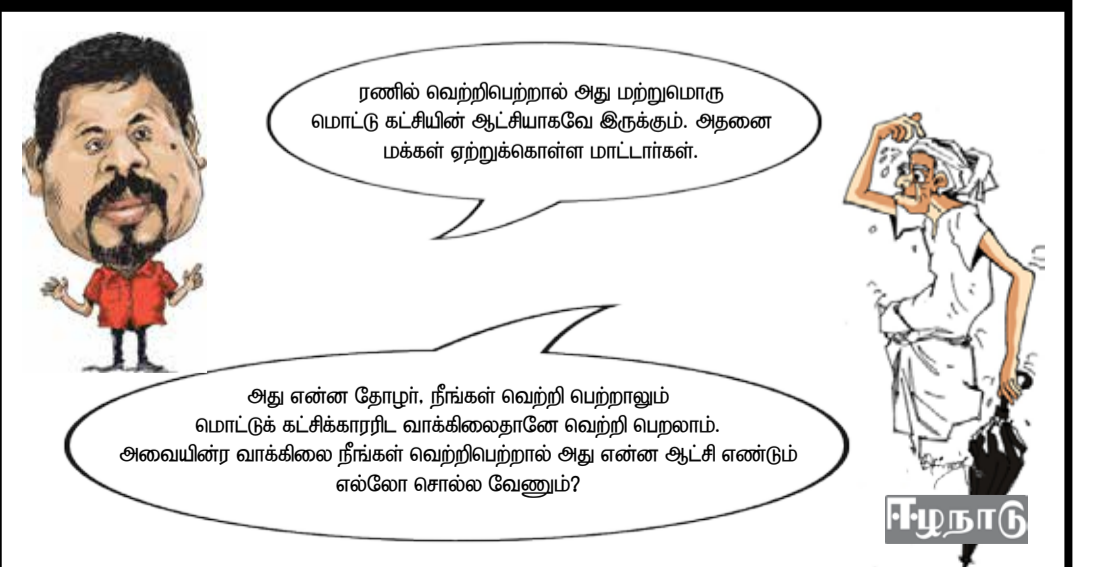 ரணில் வெற்றிபெற்றால் அது மற்றுமொரு
மொட்டு கட்சியின் ஆட்சியாகவே இருக்கும். அதனை
மக்கள் ஏற்றுக்கொள்ள மாட்டார்கள்.
அது என்ன தோழர், நீங்கள் வெற்றி பெற்றாலும்
மொட்டுக் கட்சிக்காரரிட வாக்கிலைதானே வெற்றி பெறலாம்.
அவையின்ர வாக்கிலை நீங்கள் வெற்றிபெற்றால் அது என்ன ஆட்சி எண்டும்
எல்லோ சொல்ல வேணும்?
ஈழநாடு